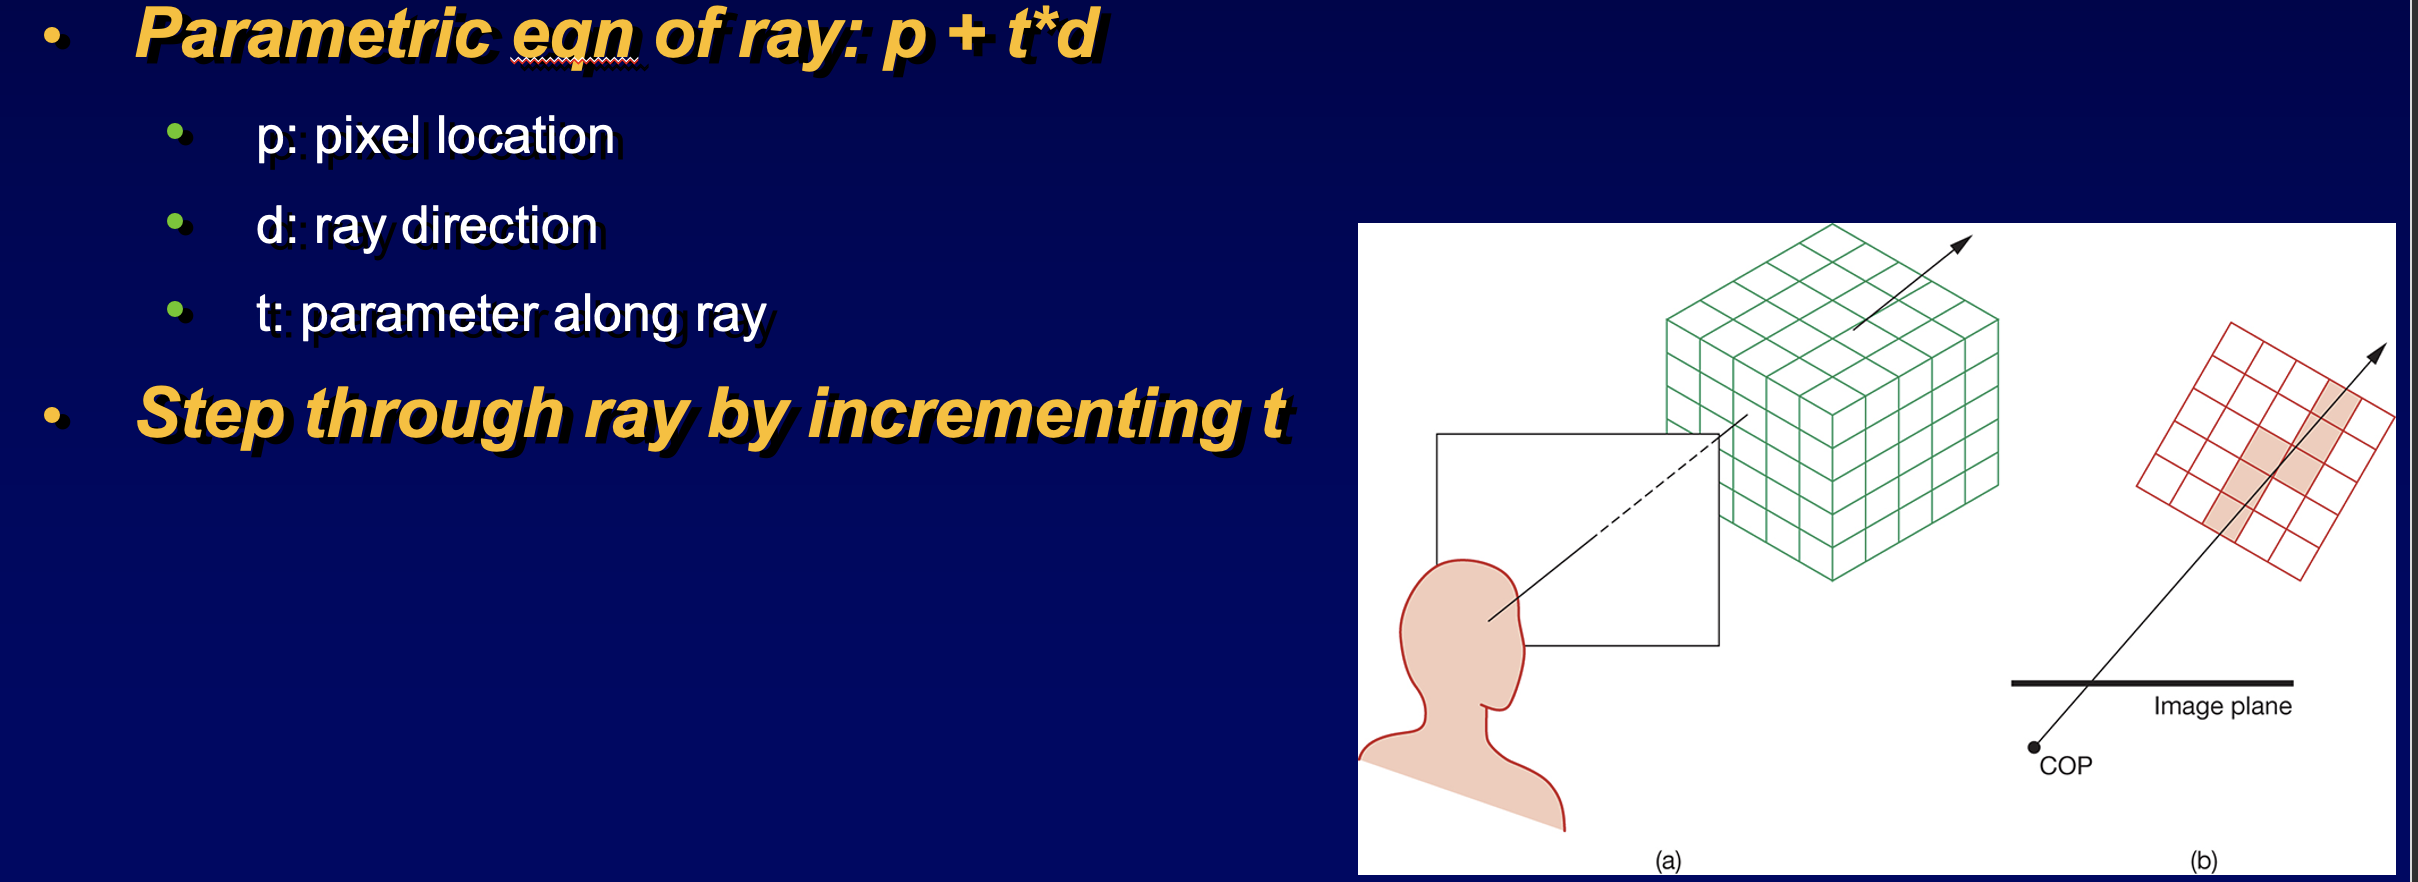 • Parametric eqn of ray: p + t*d
• p: pixel location
• d: ray direction
• t: parameter along ray
• Step through ray by incrementing t
Image plane
COP
(a)
(b)